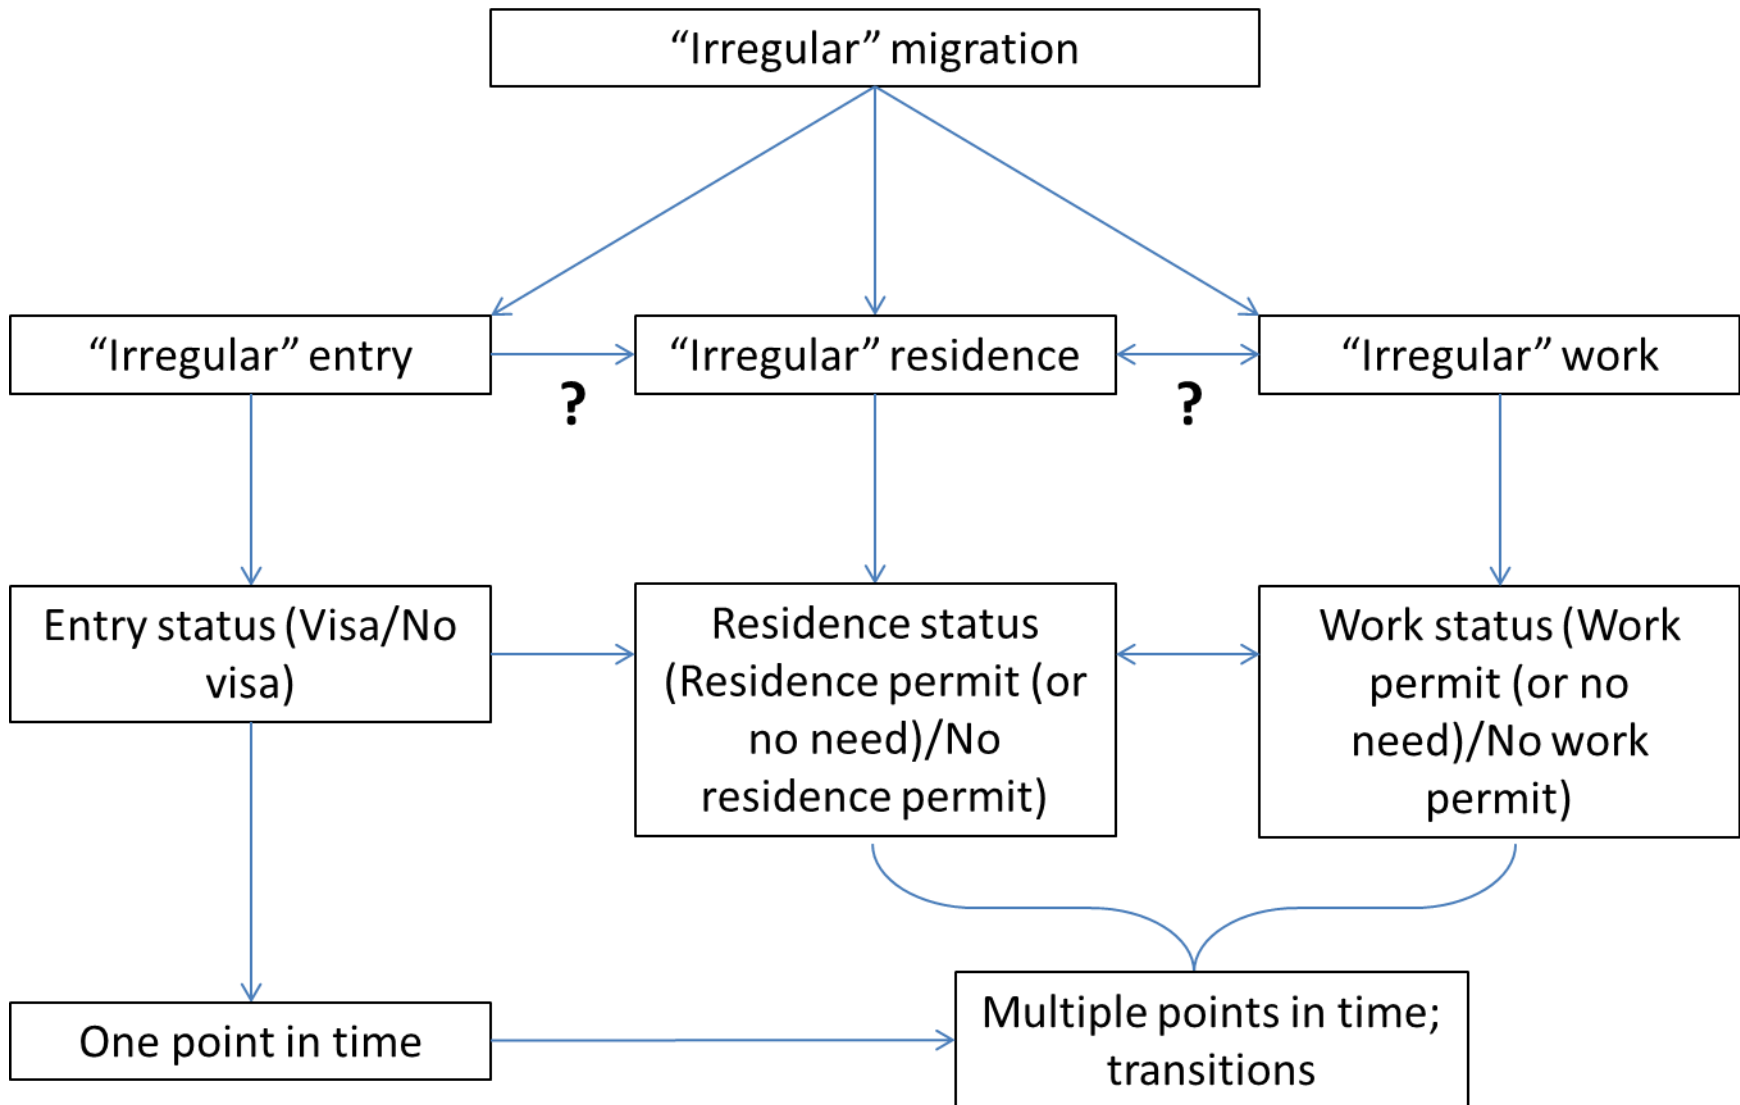 “Irregular” migration
“Irregular” entry
“Irregular” residence
“Irregular” work
?
?
Entry status (Visa/No
visa)
Residence status
(Residence permit (or
no need)/No
residence permit)
Work status (Work
permit (or no
need)/No work
permit)
One point in time
Multiple points in time;
transitions